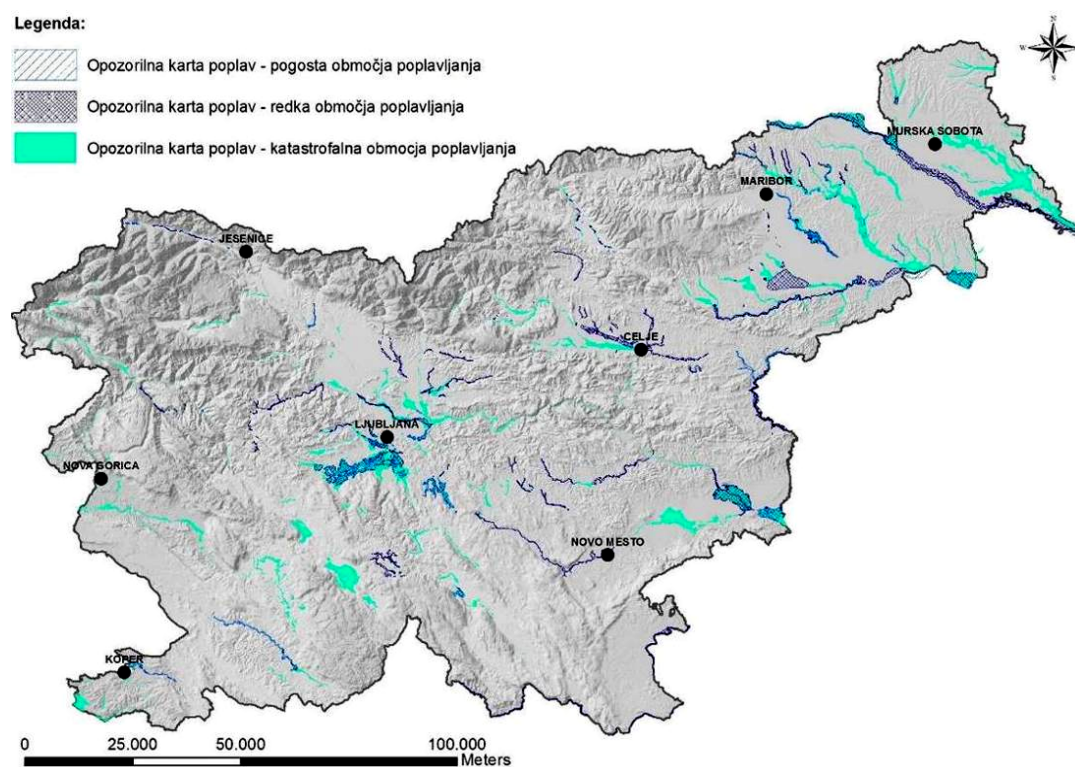 Legenda:
Opozorilna karta poplav - pogosta območja poplavljanja
Opozorilna karta poplav - redka območja poplavljanja
Opozorilna karta poplav - katastrofalna obmocja poplavljanja
N
W E
S
MURSKA SOBOTA
MARIBOR
JESENICE
CELJE
LJUBLJANA
NOVA GORICA
NOVO MESTO
KOPER
0 25.000 50.000 100.000
Meters